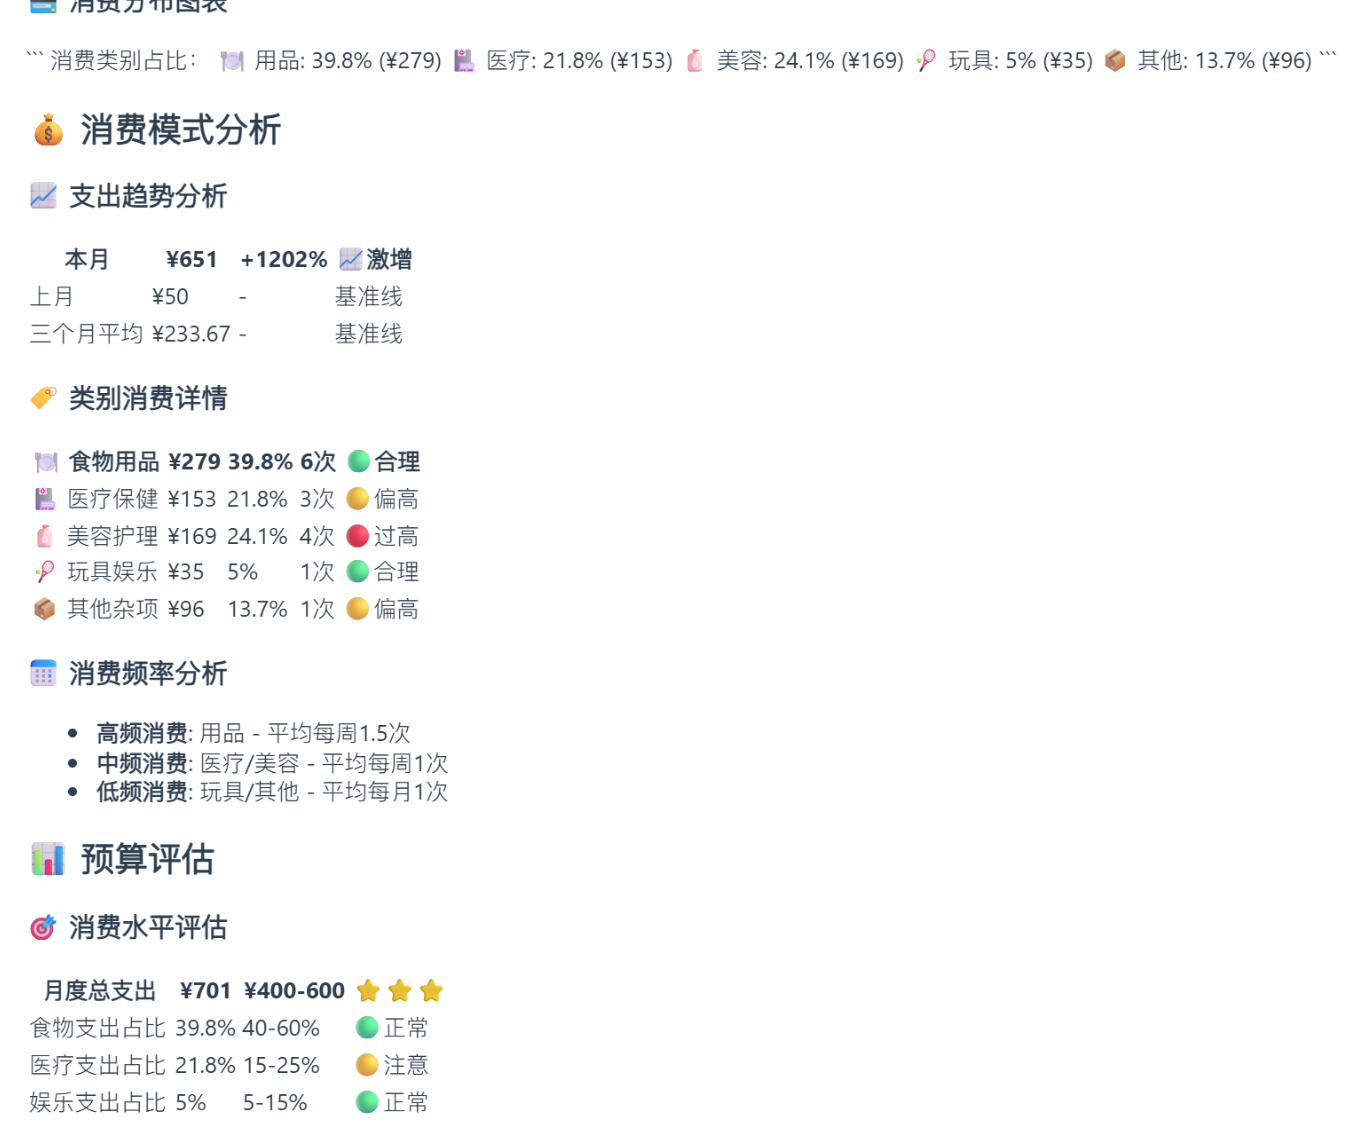 消费分布图表
``` 消费类别占比： 🍽️ 用品: 39.8% (¥279) 🏥 医疗: 21.8% (¥153) 🧴 美容: 24.1% (¥169) 🎾 玩具: 5% (¥35) 📦 其他: 13.7% (¥96) ```
💰 消费模式分析
📈 支出趋势分析
本月 ¥651 +1202% 📈激增
上月 ¥50 - 基准线
三个月平均 ¥233.67 - 基准线
🏷️ 类别消费详情
🍽️ 食物用品 ¥279 39.8% 6次 🟢合理
🏥 医疗保健 ¥153 21.8% 3次 🟡偏高
🧴 美容护理 ¥169 24.1% 4次 🔴过高
🎾 玩具娱乐 ¥35 5% 1次 🟢合理
📦 其他杂项 ¥96 13.7% 1次 🟡偏高
📅 消费频率分析
• 高频消费: 用品 - 平均每周1.5次
• 中频消费: 医疗/美容 - 平均每周1次
• 低频消费: 玩具/其他 - 平均每月1次
📊 预算评估
🎯 消费水平评估
月度总支出 ¥701 ¥400-600 ⭐⭐⭐
食物支出占比 39.8% 40-60% 🟢正常
医疗支出占比 21.8% 15-25% 🟡注意
娱乐支出占比 5% 5-15% 🟢正常